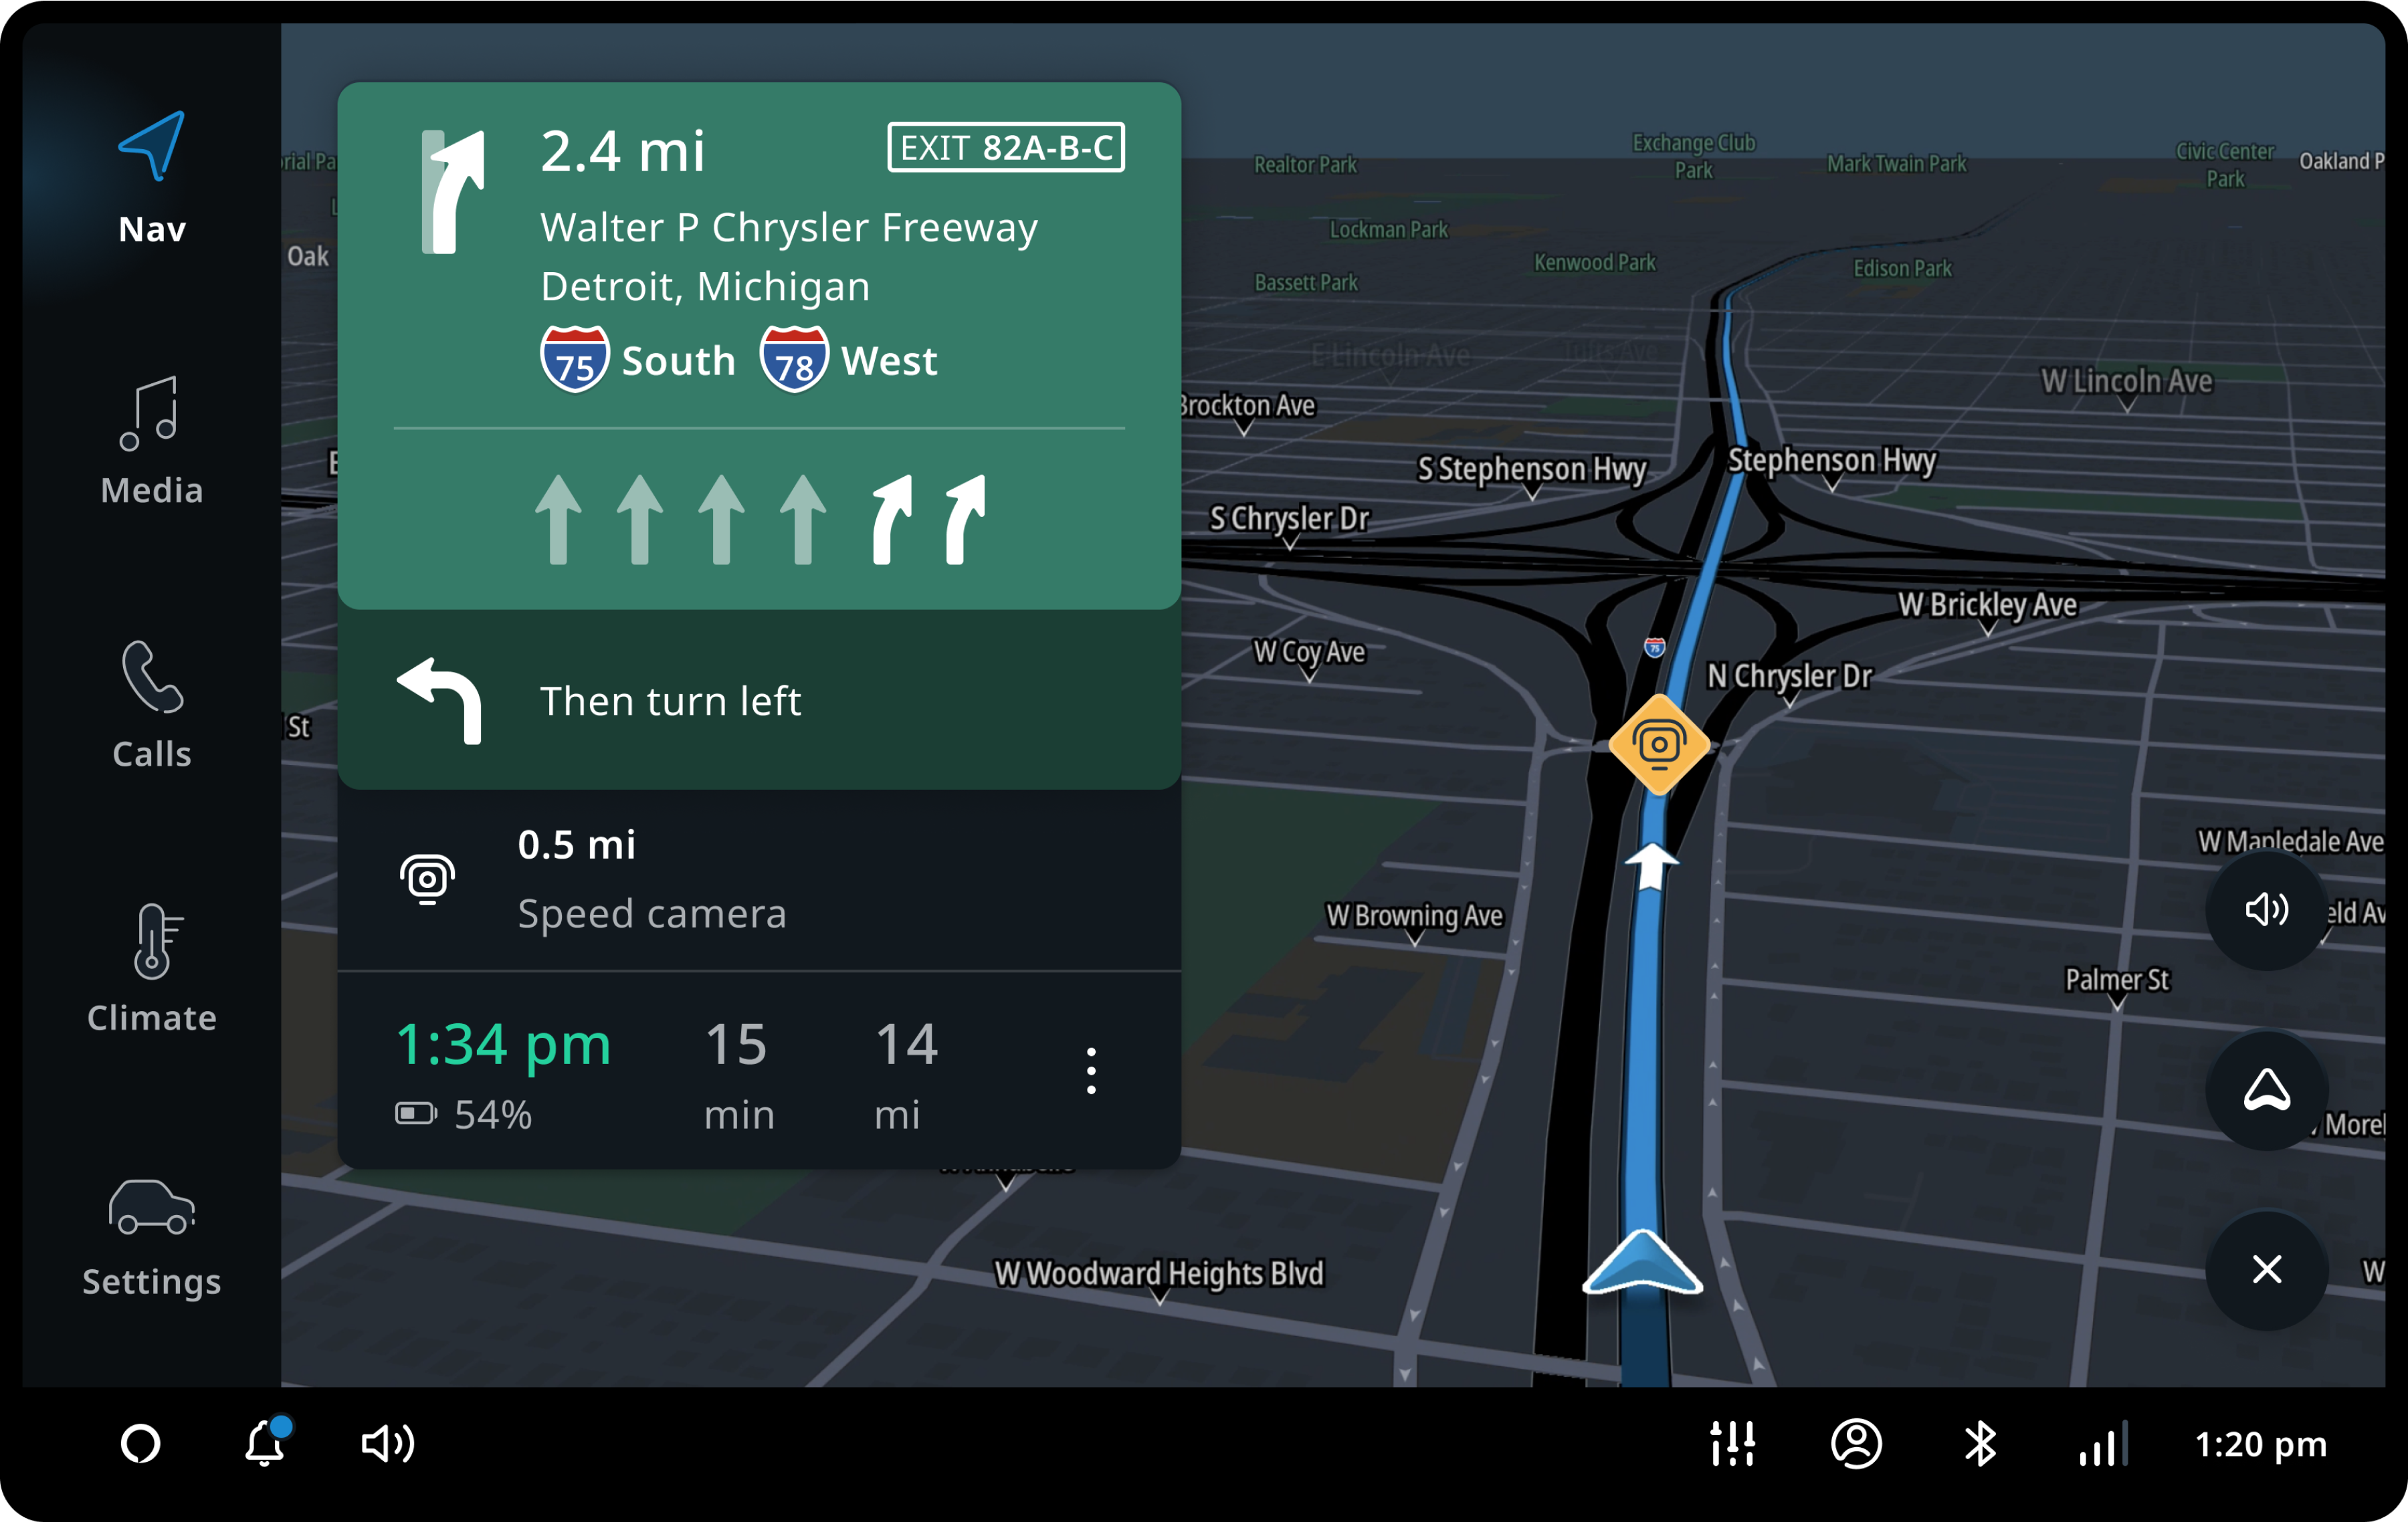 Nav
Media
Calls
Climate
Settings
2.4 mi
EXIT 82A-B-C
Walter P Chrysler Freeway
Detroit, Michigan
75 South 78 West
Then turn left
0.5 mi
Speed camera
1:34 pm
15
14
54%
min
mi
Oak
St
Realtor Park
Exchange Club
Park
Mark Twain Park
Civic Center
Park
Oakland P
Lockman Park
Bassett Park
Kenwood Park
Edison Park
E Lincoln Ave
Tufts Ave
W Lincoln Ave
Brockton Ave
S Stephenson Hwy
Stephenson Hwy
S Chrysler Dr
W Brickley Ave
W Coy Ave
75
N Chrysler Dr
W Mapledale Ave
W Browning Ave
eld Av
Palmer St
Morel
W Woodward Heights Blvd
W
1:20 pm